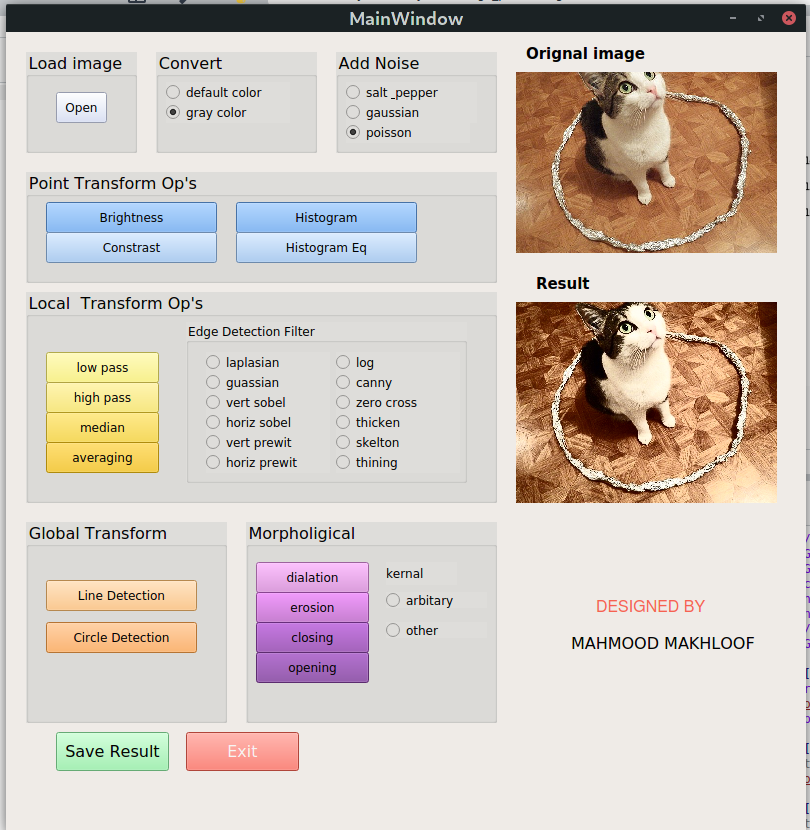 MainWindow
Load image
Open
Convert
default color
gray color
Add Noise
salt _pepper
gaussian
poisson
Orignal image
Point Transform Op's
Brightness
Constrast
Histogram
Histogram Eq
Result
Local  Transform Op's
low pass
high pass
median
averaging
Edge Detection Filter
laplasian
guassian
vert sobel
horiz sobel
vert prewit
horiz prewit
log
canny
zero cross
thicken
skelton
thining
Global Transform
Line Detection
Circle Detection
Morpholigical
dialation
erosion
closing
opening
kernal
arbitary
other
DESIGNED BY
MAHMOOD MAKHLOOF
Save Result
Exit